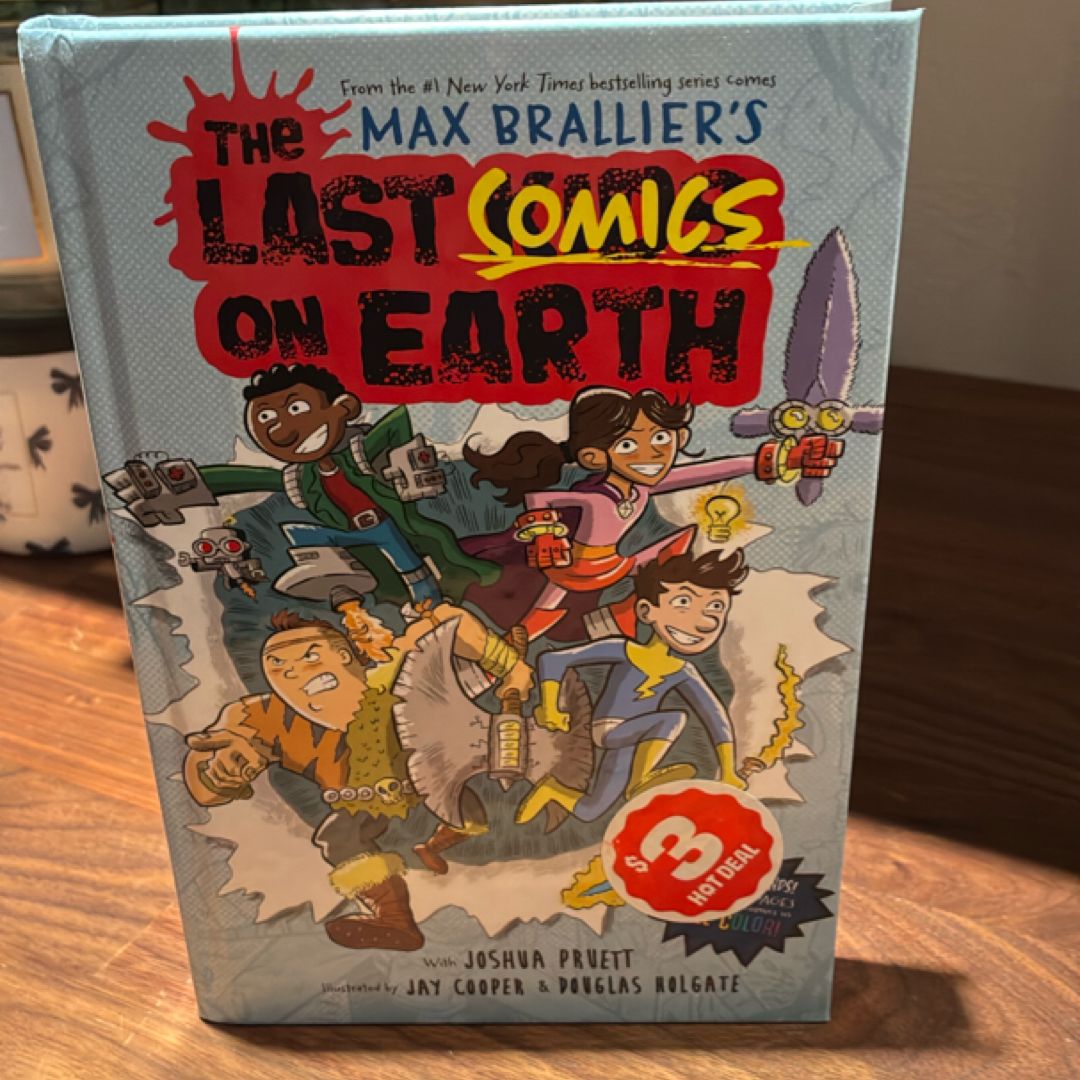 From the #1 New York Times bestselling series comes
MAX BRALLIER'S
THE
LAST COMICS
ON EARTH
$3
HOT DEAL
COLOR!
With JOSHUA PRUETT
Illustrated by JAY COOPER & DOUGLAS HOLGATE